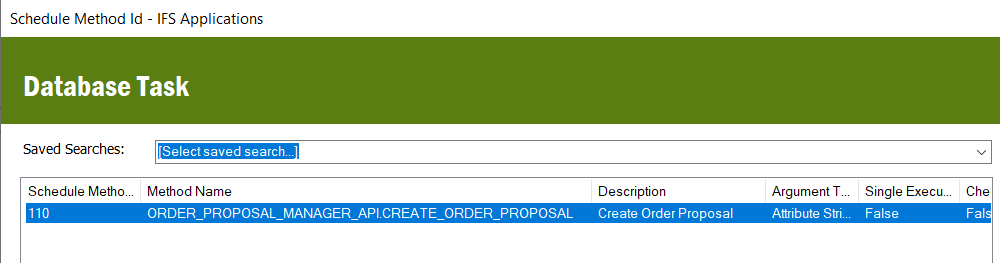 Schedule Method Id - IFS Applications
Database Task
Saved Searches: [Select saved search...]
Schedule Metho... Method Name Description Argument T... Single Execu... Che
110 ORDER_PROPOSAL_MANAGER_API.CREATE_ORDER_PROPOSAL Create Order Proposal Attribute Stri... False Fals